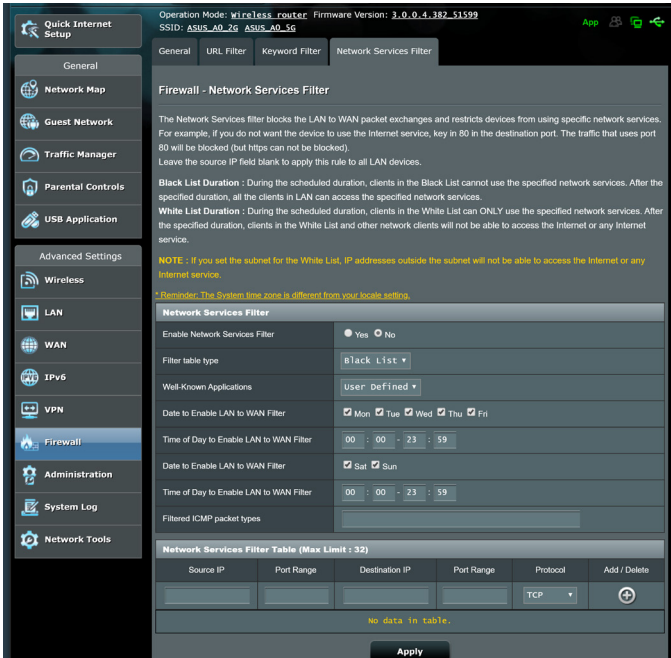 Quick Internet
Setup
Operation Mode: Wireless router Firmware Version: 3.0.0.4.382_51599
SSID: ASUS_A0_2G ASUS_A0_5G
App
General
Network Map
Guest Network
Traffic Manager
Parental Controls
USB Application
Advanced Settings
Wireless
LAN
WAN
IPv6
VPN
Firewall
Administration
System Log
Network Tools
General URL Filter Keyword Filter Network Services Filter
Firewall - Network Services Filter
The Network Services filter blocks the LAN to WAN packet exchanges and restricts devices from using specific network services.
For example, if you do not want the device to use the Internet service, key in 80 in the destination port. The traffic that uses port
80 will be blocked (but https can not be blocked).
Leave the source IP field blank to apply this rule to all LAN devices.
Black List Duration : During the scheduled duration, clients in the Black List cannot use the specified network services. After the
specified duration, all the clients in LAN can access the specified network services.
White List Duration : During the scheduled duration, clients in the White List can ONLY use the specified network services. After
the specified duration, clients in the White List and other network clients will not be able to access the Internet or any Internet
service.
NOTE : If you set the subnet for the White List, IP addresses outside the subnet will not be able to access the Internet or any
Internet service.
* Reminder: The System time zone is different from your locale setting.
Network Services Filter
Enable Network Services Filter Yes No
Filter table type Black List
Well-Known Applications User Defined
Date to Enable LAN to WAN Filter Mon Tue Wed Thu Fri
Time of Day to Enable LAN to WAN Filter 00 : 00 - 23 : 59
Date to Enable LAN to WAN Filter Sat Sun
Time of Day to Enable LAN to WAN Filter 00 : 00 - 23 : 59
Filtered ICMP packet types
Network Services Filter Table (Max Limit : 32)
Source IP Port Range Destination IP Port Range Protocol Add / Delete
TCP
No data in table.
Apply